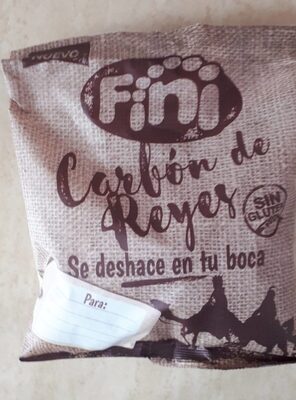 NUEVO
Fini
Carbón de
Reyes
SIN
GLUTEN
Se deshace en tu boca
Para: